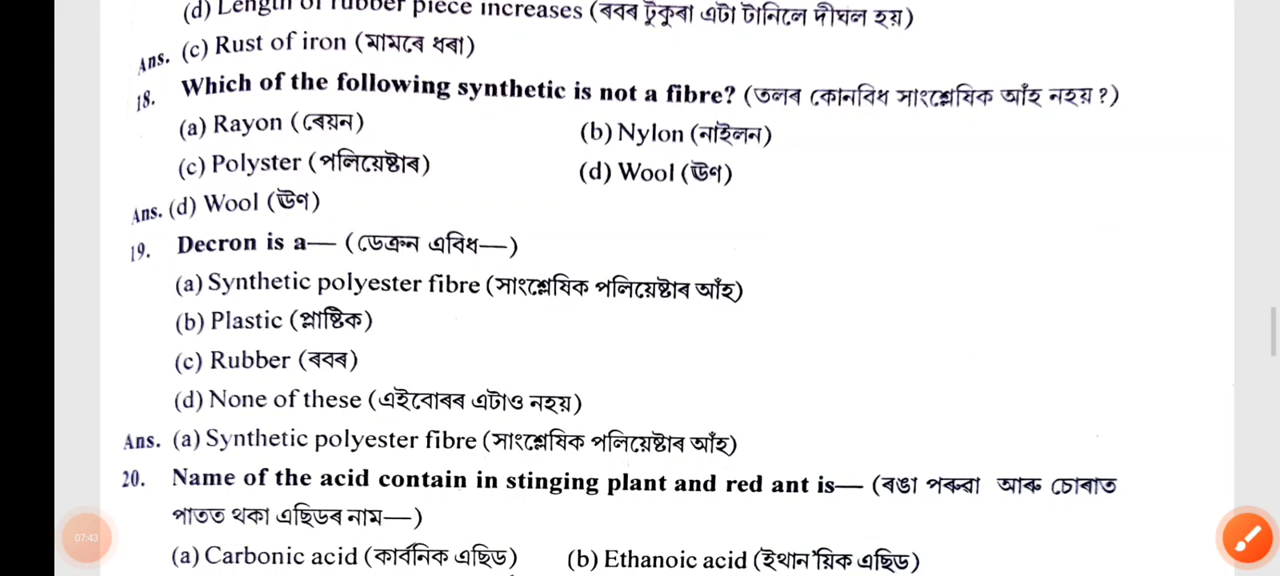 (d) Length of rubber piece increases (ৰবৰ টুকুৰা এটা টানিলে দীঘল হয়)
Ans. (c) Rust of iron (মামৰে ধৰা)
18. Which of the following synthetic is not a fibre? (তলৰ কোনবিধ সাংশ্লেষিক আঁহ নহয় ?)
(a) Rayon (ৰেয়ন) (b) Nylon (নাইলন)
(c) Polyster (পলিয়েষ্টাৰ) (d) Wool (ঊণ)
Ans. (d) Wool (ঊণ)
19. Decron is a— (ডেক্ৰন এবিধ—)
(a) Synthetic polyester fibre (সাংশ্লেষিক পলিয়েষ্টাৰ আঁহ)
(b) Plastic (প্লাষ্টিক)
(c) Rubber (ৰবৰ)
(d) None of these (এইবোৰৰ এটাও নহয়)
Ans. (a) Synthetic polyester fibre (সাংশ্লেষিক পলিয়েষ্টাৰ আঁহ)
20. Name of the acid contain in stinging plant and red ant is— (ৰঙা পৰুৱা আৰু চোৰাত
পাতত থকা এছিডৰ নাম—)
07:43
(a) Carbonic acid (কাৰ্বনিক এছিড) (b) Ethanoic acid (ইথান'য়িক এছিড)